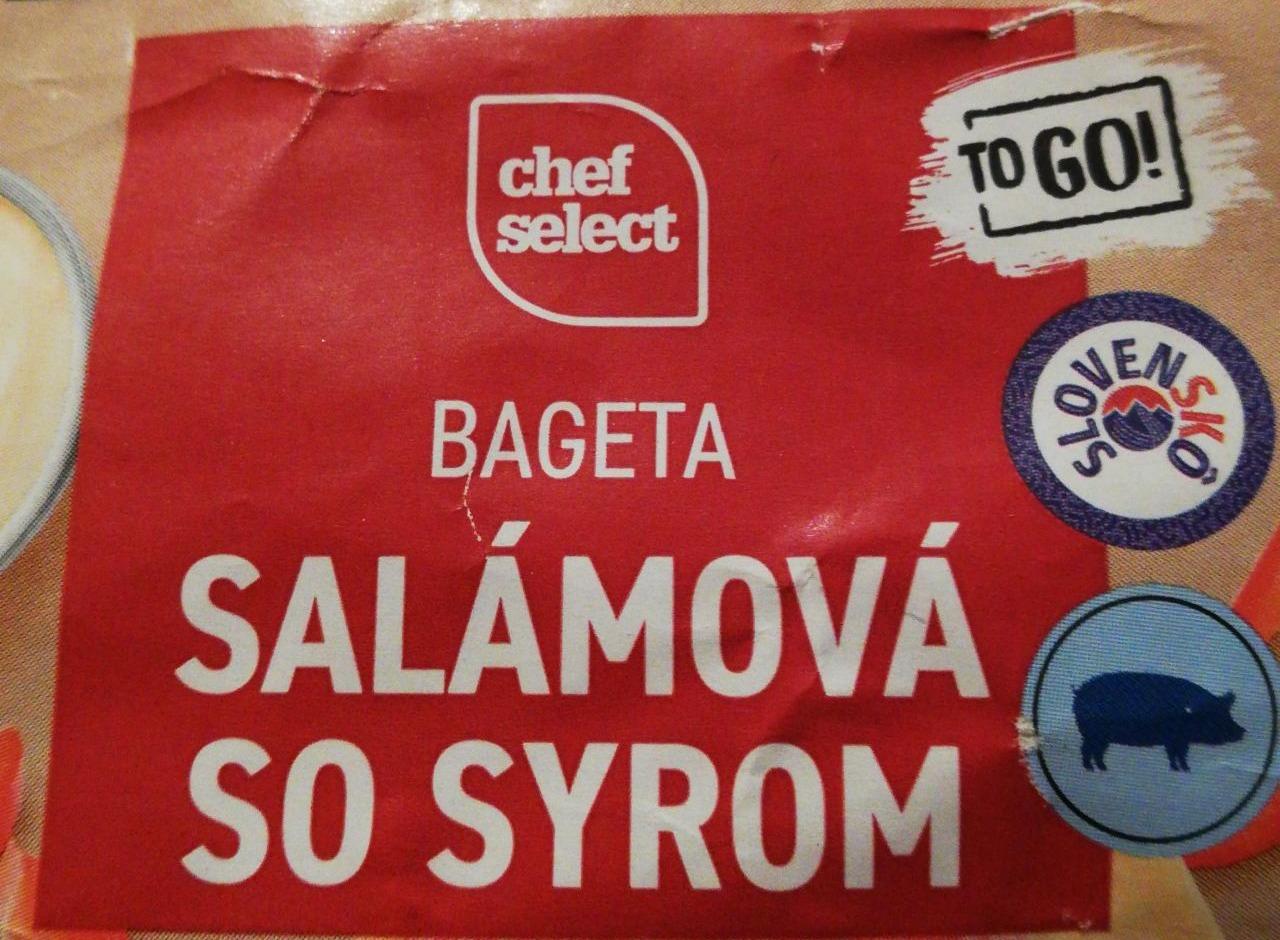 chef
select
TO GO!
SLOVENSKO
BAGETA
SALÁMOVÁ
SO SYROM